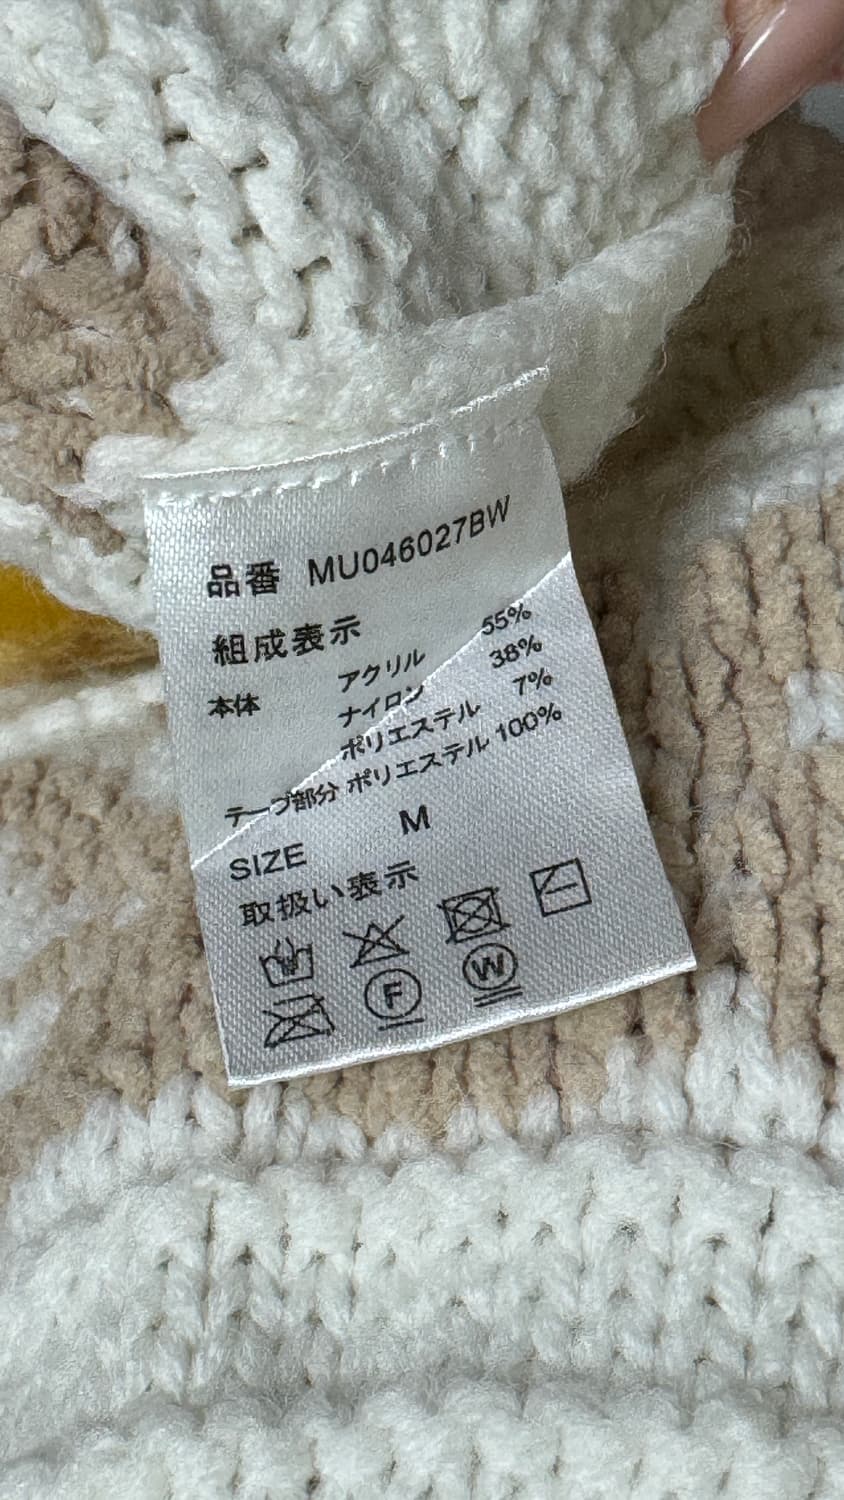 品番 MU046027BW
組成表示
本体 アクリル 55%
ナイロン 38%
ポリエステル 7%
テープ部分 ポリエステル 100%
SIZE M
取扱い表示
F W